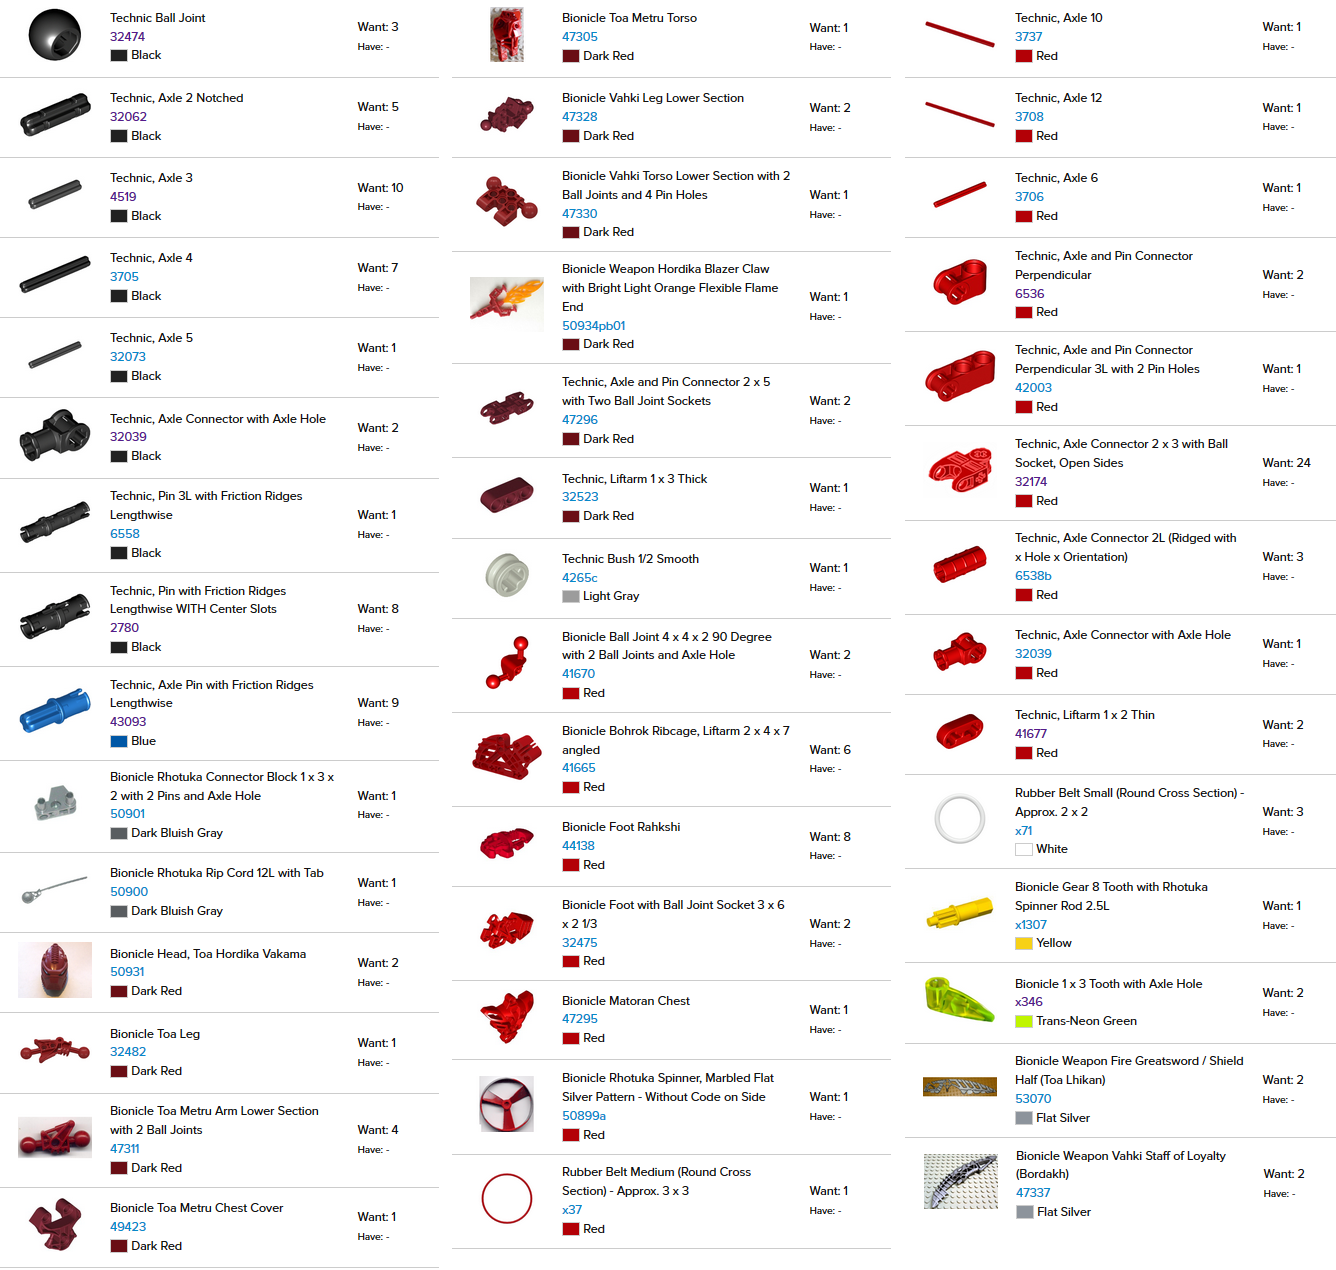 Technic Ball Joint
32474
Black
Want: 3
Have: -
Technic, Axle 2 Notched
32062
Black
Want: 5
Have: -
Technic, Axle 3
4519
Black
Want: 10
Have: -
Technic, Axle 4
3705
Black
Want: 7
Have: -
Technic, Axle 5
32073
Black
Want: 1
Have: -
Technic, Axle Connector with Axle Hole
32039
Black
Want: 2
Have: -
Technic, Pin 3L with Friction Ridges
Lengthwise
6558
Black
Want: 1
Have: -
Technic, Pin with Friction Ridges
Lengthwise WITH Center Slots
2780
Black
Want: 8
Have: -
Technic, Axle Pin with Friction Ridges
Lengthwise
43093
Blue
Want: 9
Have: -
Bionicle Rhotuka Connector Block 1 x 3 x
2 with 2 Pins and Axle Hole
50901
Dark Bluish Gray
Want: 1
Have: -
Bionicle Rhotuka Rip Cord 12L with Tab
50900
Dark Bluish Gray
Want: 1
Have: -
Bionicle Head, Toa Hordika Vakama
50931
Dark Red
Want: 2
Have: -
Bionicle Toa Leg
32482
Dark Red
Want: 1
Have: -
Bionicle Toa Metru Arm Lower Section
with 2 Ball Joints
47311
Dark Red
Want: 4
Have: -
Bionicle Toa Metru Chest Cover
49423
Dark Red
Want: 1
Have: -
Bionicle Toa Metru Torso
47305
Dark Red
Want: 1
Have: -
Bionicle Vahki Leg Lower Section
47328
Dark Red
Want: 2
Have: -
Bionicle Vahki Torso Lower Section with 2
Ball Joints and 4 Pin Holes
47330
Dark Red
Want: 1
Have: -
Bionicle Weapon Hordika Blazer Claw
with Bright Light Orange Flexible Flame
End
50934pb01
Dark Red
Want: 1
Have: -
Technic, Axle and Pin Connector 2 x 5
with Two Ball Joint Sockets
47296
Dark Red
Want: 2
Have: -
Technic, Liftarm 1 x 3 Thick
32523
Dark Red
Want: 1
Have: -
Technic Bush 1/2 Smooth
4265c
Light Gray
Want: 1
Have: -
Bionicle Ball Joint 4 x 4 x 2 90 Degree
with 2 Ball Joints and Axle Hole
41670
Red
Want: 2
Have: -
Bionicle Bohrok Ribcage, Liftarm 2 x 4 x 7
angled
41665
Red
Want: 6
Have: -
Bionicle Foot Rahkshi
44138
Red
Want: 8
Have: -
Bionicle Foot with Ball Joint Socket 3 x 6
x 2 1/3
32475
Red
Want: 2
Have: -
Bionicle Matoran Chest
47295
Red
Want: 1
Have: -
Bionicle Rhotuka Spinner, Marbled Flat
Silver Pattern - Without Code on Side
50899a
Red
Want: 1
Have: -
Rubber Belt Medium (Round Cross
Section) - Approx. 3 x 3
x37
Red
Want: 1
Have: -
Technic, Axle 10
3737
Red
Want: 1
Have: -
Technic, Axle 12
3708
Red
Want: 1
Have: -
Technic, Axle 6
3706
Red
Want: 1
Have: -
Technic, Axle and Pin Connector
Perpendicular
6536
Red
Want: 2
Have: -
Technic, Axle and Pin Connector
Perpendicular 3L with 2 Pin Holes
42003
Red
Want: 1
Have: -
Technic, Axle Connector 2 x 3 with Ball
Socket, Open Sides
32174
Red
Want: 24
Have: -
Technic, Axle Connector 2L (Ridged with
x Hole x Orientation)
6538b
Red
Want: 3
Have: -
Technic, Axle Connector with Axle Hole
32039
Red
Want: 1
Have: -
Technic, Liftarm 1 x 2 Thin
41677
Red
Want: 2
Have: -
Rubber Belt Small (Round Cross Section) -
Approx. 2 x 2
x71
White
Want: 3
Have: -
Bionicle Gear 8 Tooth with Rhotuka
Spinner Rod 2.5L
x1307
Yellow
Want: 1
Have: -
Bionicle 1 x 3 Tooth with Axle Hole
x346
Trans-Neon Green
Want: 2
Have: -
Bionicle Weapon Fire Greatsword / Shield
Half (Toa Lhikan)
53070
Flat Silver
Want: 2
Have: -
Bionicle Weapon Vahki Staff of Loyalty
(Bordakh)
47337
Flat Silver
Want: 2
Have: -